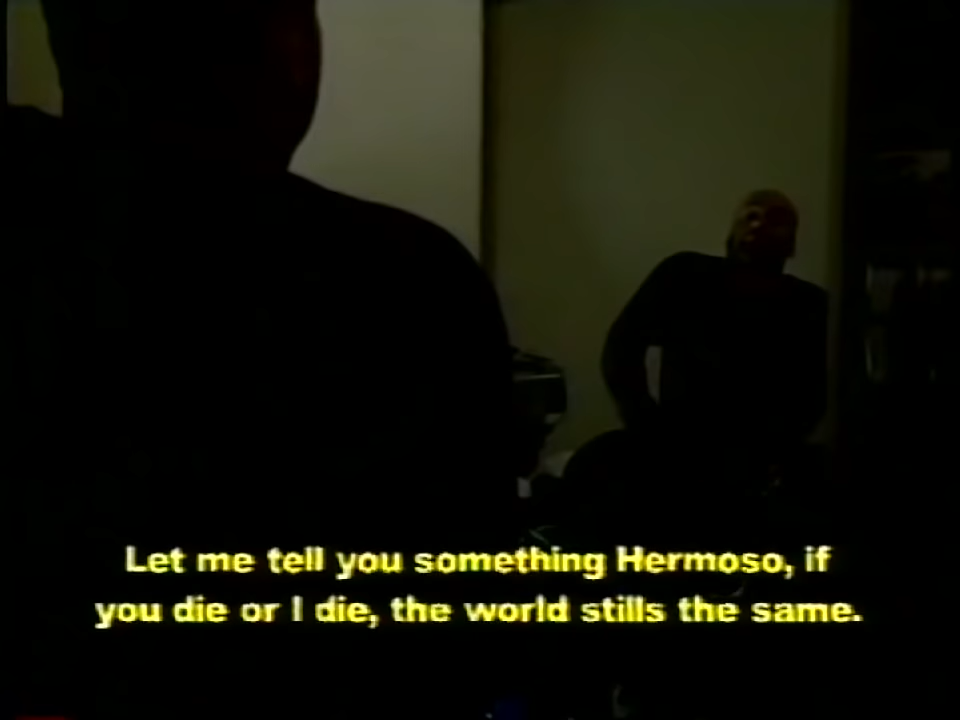 Let me tell you something Hermoso, if
you die or I die, the world stills the same.